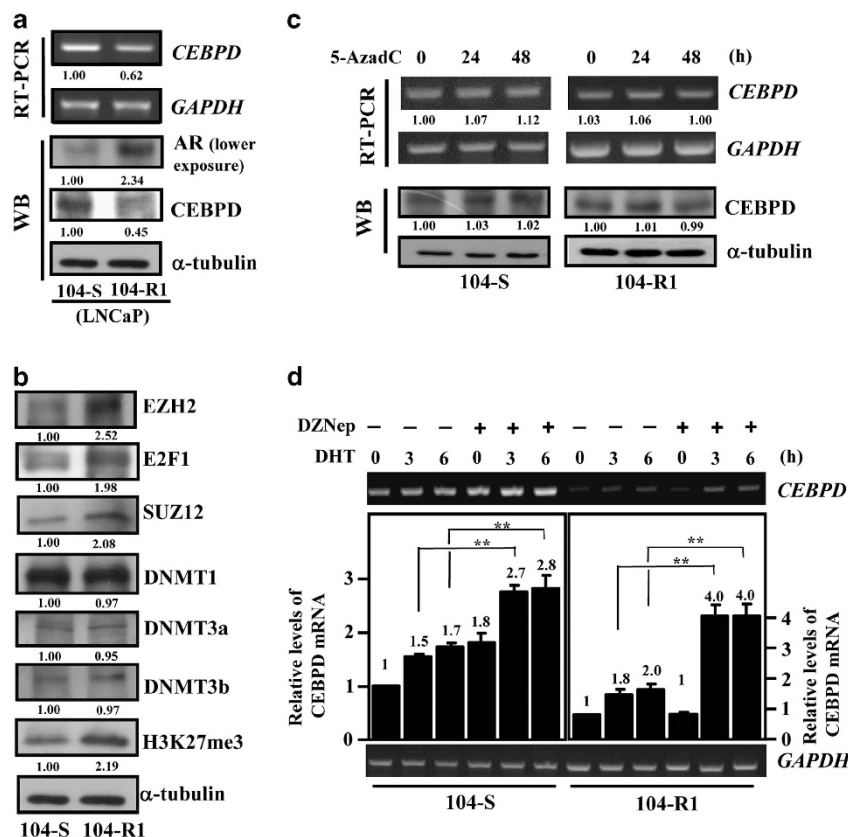 a
RT-PCR
CEBPD
1.00 0.62
GAPDH
WB
AR (lower
exposure)
1.00 2.34
CEBPD
1.00 0.45
α-tubulin
104-S 104-R1
(LNCaP)
b
EZH2
1.00 2.52
E2F1
1.00 1.98
SUZ12
1.00 2.08
DNMT1
1.00 0.97
DNMT3a
1.00 0.95
DNMT3b
1.00 0.97
H3K27me3
1.00 2.19
α-tubulin
104-S 104-R1
c
5-AzadC 0 24 48 0 24 48 (h)
RT-PCR
CEBPD
1.00 1.07 1.12 1.03 1.06 1.00
GAPDH
WB
CEBPD
1.00 1.03 1.02 1.00 1.01 0.99
α-tubulin
104-S 104-R1
d
DZNep – – – + + + – – – + + +
DHT 0 3 6 0 3 6 0 3 6 0 3 6 (h)
CEBPD
Relative levels of
CEBPD mRNA
3
2
1
0
** **
1 1.5 1.7 1.8 2.7 2.8
** **
1 1.8 2.0 1 4.0 4.0
4
3
2
1
0
Relative levels of
CEBPD mRNA
GAPDH
104-S 104-R1